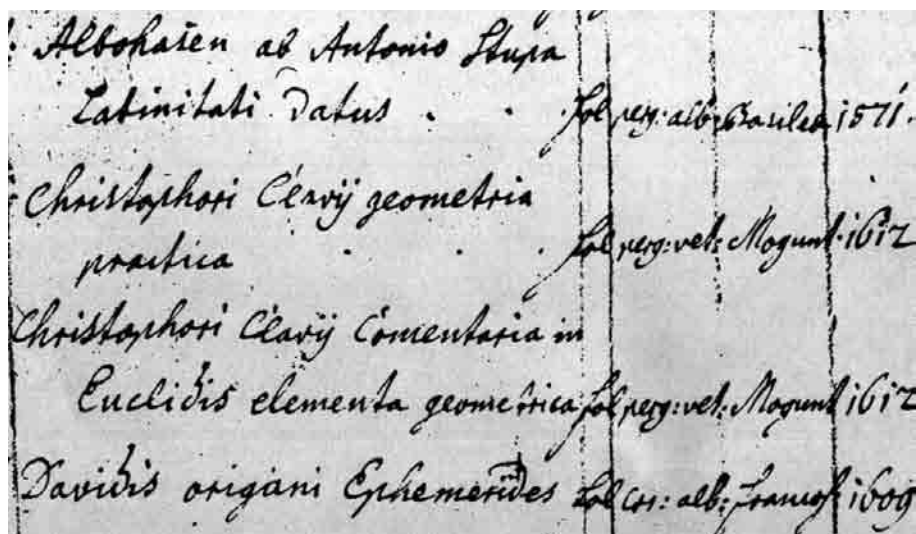 Albohasen ab Antonio Stupa
Latinitati Datus . . . fol perg: alb: Basileæ 1571.
Christophori Clavij geometria
practica . . . fol perg: vet: Mogunt. 1612
Christophori Clavij Comentaria in
Euclidis elementa geometrica fol perg: vet: Mogunt 1612
Davidis origani Ephemerides fol cor: alb: francof 1609